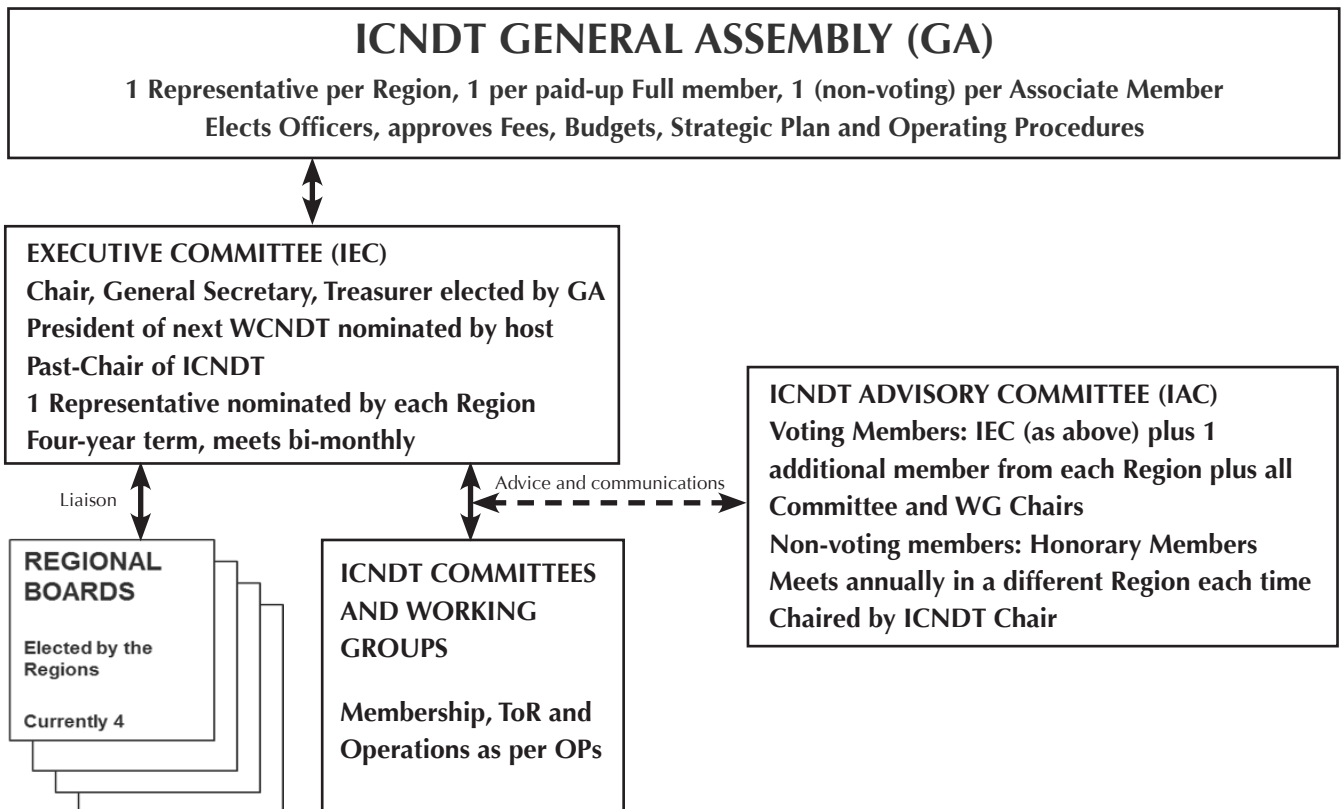 ICNDT GENERAL ASSEMBLY (GA)
1 Representative per Region, 1 per paid-up Full member, 1 (non-voting) per Associate Member
Elects Officers, approves Fees, Budgets, Strategic Plan and Operating Procedures
EXECUTIVE COMMITTEE (IEC)
Chair, General Secretary, Treasurer elected by GA
President of next WCNDT nominated by host
Past-Chair of ICNDT
1 Representative nominated by each Region
Four-year term, meets bi-monthly
ICNDT ADVISORY COMMITTEE (IAC)
Voting Members: IEC (as above) plus 1
additional member from each Region plus all
Committee and WG Chairs
Non-voting members: Honorary Members
Meets annually in a different Region each time
Chaired by ICNDT Chair
Liaison
Advice and communications
REGIONAL
BOARDS
Elected by the
Regions
Currently 4
ICNDT COMMITTEES
AND WORKING
GROUPS
Membership, ToR and
Operations as per OPs